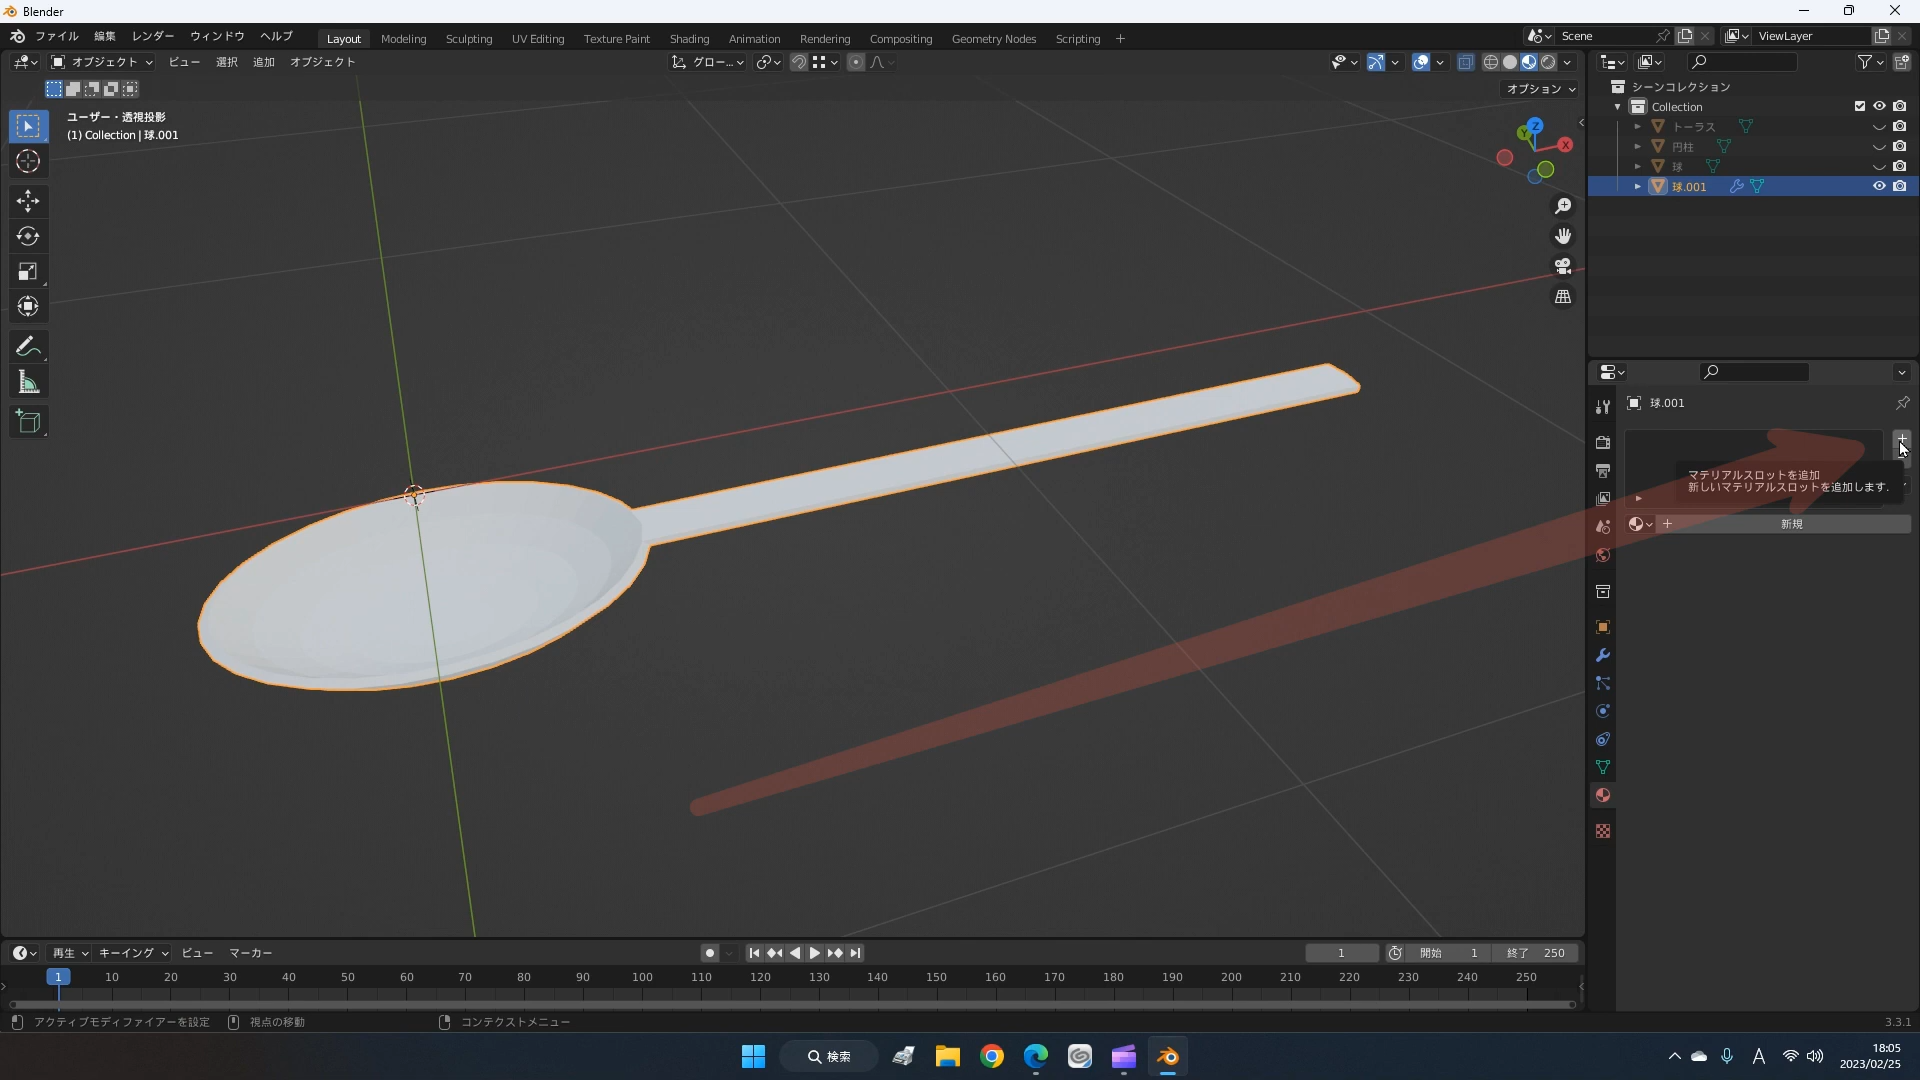 Blender
ファイル 編集 レンダー ウィンドウ ヘルプ Layout Modeling Sculpting UV Editing Texture Paint Shading Animation Rendering Compositing Geometry Nodes Scripting + Scene ViewLayer
オブジェクト ビュー 選択 追加 オブジェクト グロー...
オプション
ユーザー・透視投影
(1) Collection | 球.001
Z
Y
X
シーンコレクション
Collection
トーラス
円柱
球
球.001
球.001
マテリアルスロットを追加
新しいマテリアルスロットを追加します.
新規
再生 キーイング ビュー マーカー 1 開始 1 終了 250
1 10 20 30 40 50 60 70 80 90 100 110 120 130 140 150 160 170 180 190 200 210 220 230 240 250
アクティブモディファイアーを設定 視点の移動 コンテクストメニュー 3.3.1
検索
A
18:05
2023/02/25